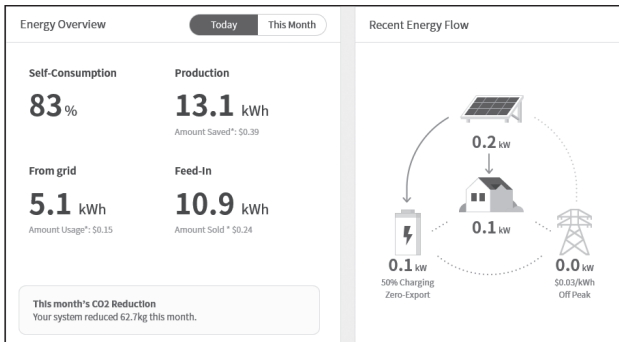 Energy Overview
Today
This Month
Self-Consumption
83 %
Production
13.1 kWh
Amount Saved*: $0.39
From grid
5.1 kWh
Amount Usage*: $0.15
Feed-In
10.9 kWh
Amount Sold * $0.24
This month's CO2 Reduction
Your system reduced 62.7kg this month.
Recent Energy Flow
0.2 kW
0.1 kW
0.1 kW
50% Charging
Zero-Export
0.0 kW
$0.03/kWh
Off Peak